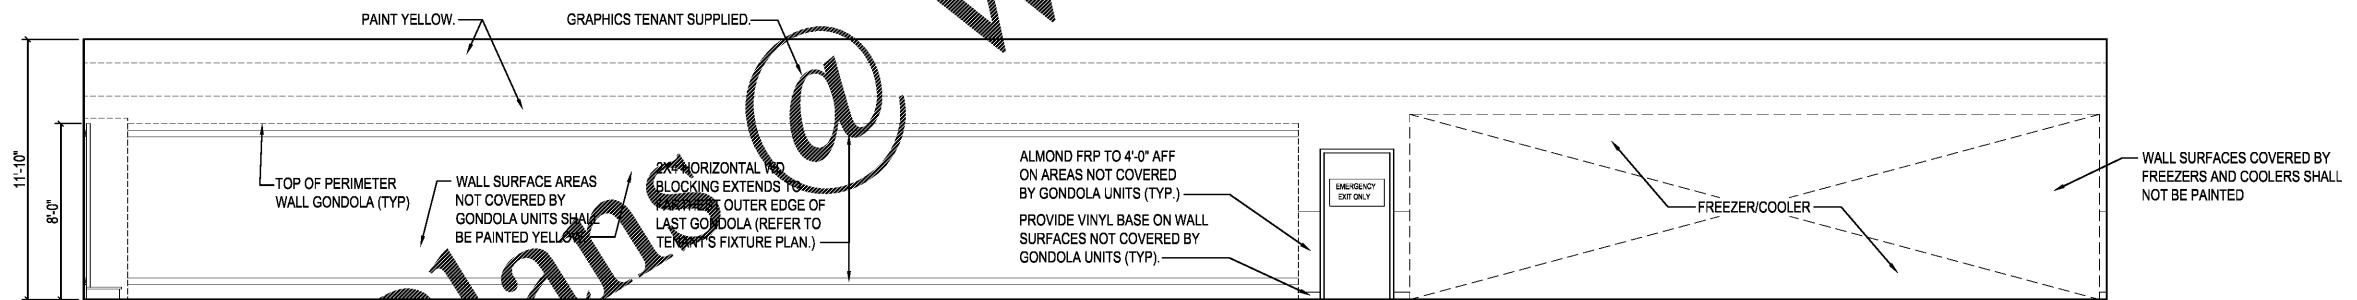 PAINT YELLOW.
GRAPHICS TENANT SUPPLIED.
11'-10"
8'-0"
TOP OF PERIMETER
WALL GONDOLA (TYP)
WALL SURFACE AREAS
NOT COVERED BY
GONDOLA UNITS SHALL
BE PAINTED YELLOW.
2X4 HORIZONTAL WD
BLOCKING EXTENDS TO
FARTHEST OUTER EDGE OF
LAST GONDOLA (REFER TO
TENANT'S FIXTURE PLAN.)
ALMOND FRP TO 4'-0" AFF
ON AREAS NOT COVERED
BY GONDOLA UNITS (TYP.)
PROVIDE VINYL BASE ON WALL
SURFACES NOT COVERED BY
GONDOLA UNITS (TYP).
EMERGENCY
EXIT ONLY
FREEZER/COOLER
WALL SURFACES COVERED BY
FREEZERS AND COOLERS SHALL
NOT BE PAINTED
plans @ w